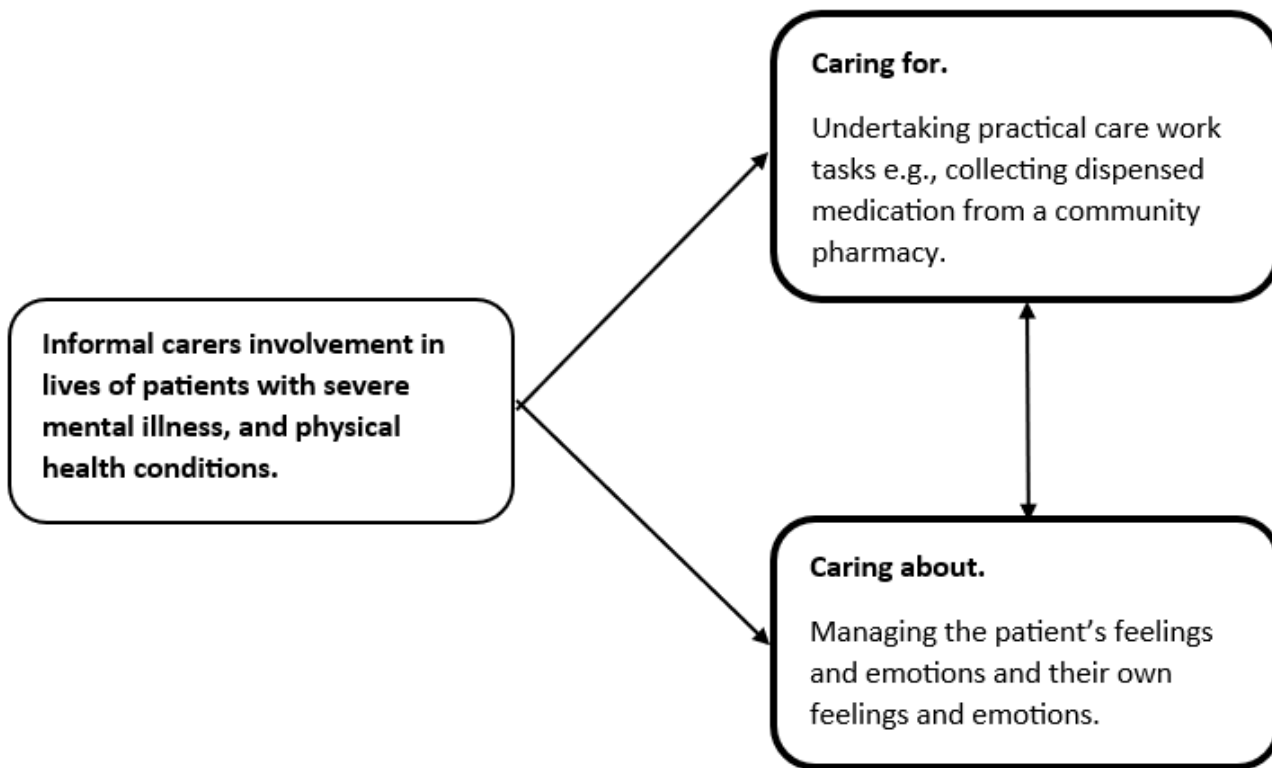 Caring for.
Undertaking practical care work
tasks e.g., collecting dispensed
medication from a community
pharmacy.
Informal carers involvement in
lives of patients with severe
mental illness, and physical
health conditions.
Caring about.
Managing the patient’s feelings
and emotions and their own
feelings and emotions.